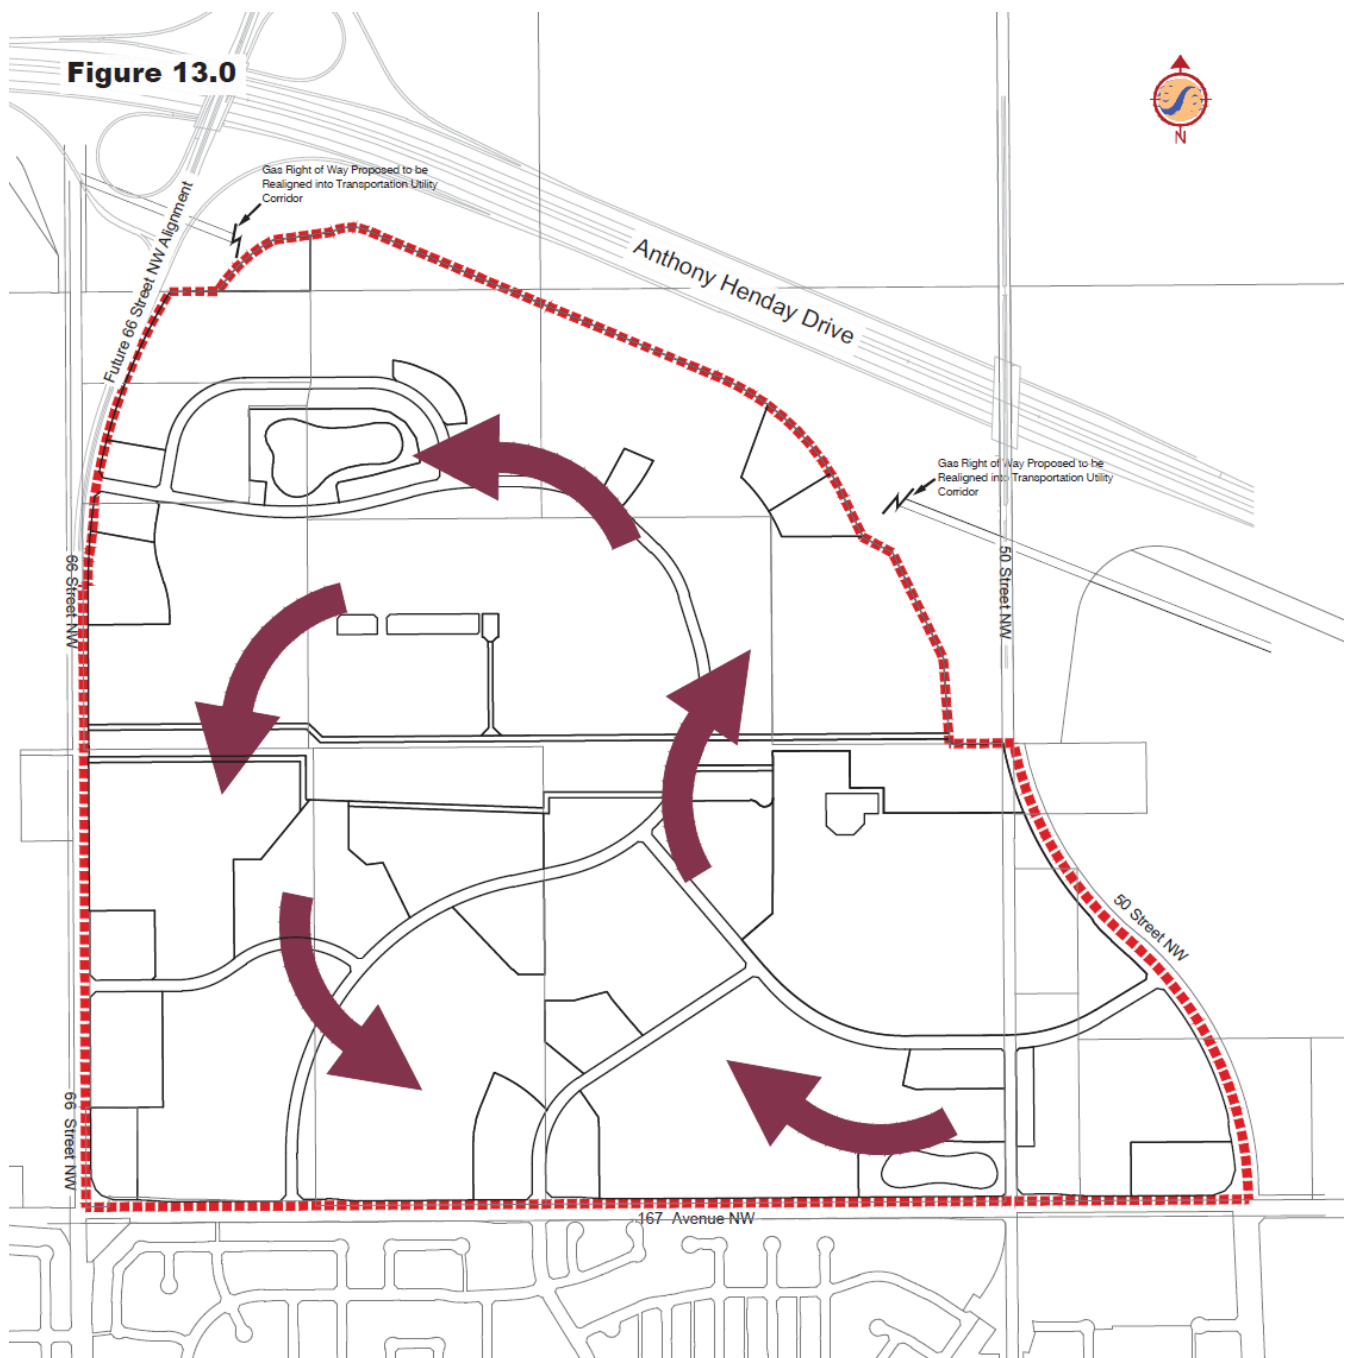 Figure 13.0
N
Gas Right of Way Proposed to be
Realigned into Transportation Utility
Corridor
Future 66 Street NW Alignment
Anthony Henday Drive
Gas Right of Way Proposed to be
Realigned into Transportation Utility
Corridor
66 Street NW
50 Street NW
50 Street NW
66 Street NW
167 Avenue NW